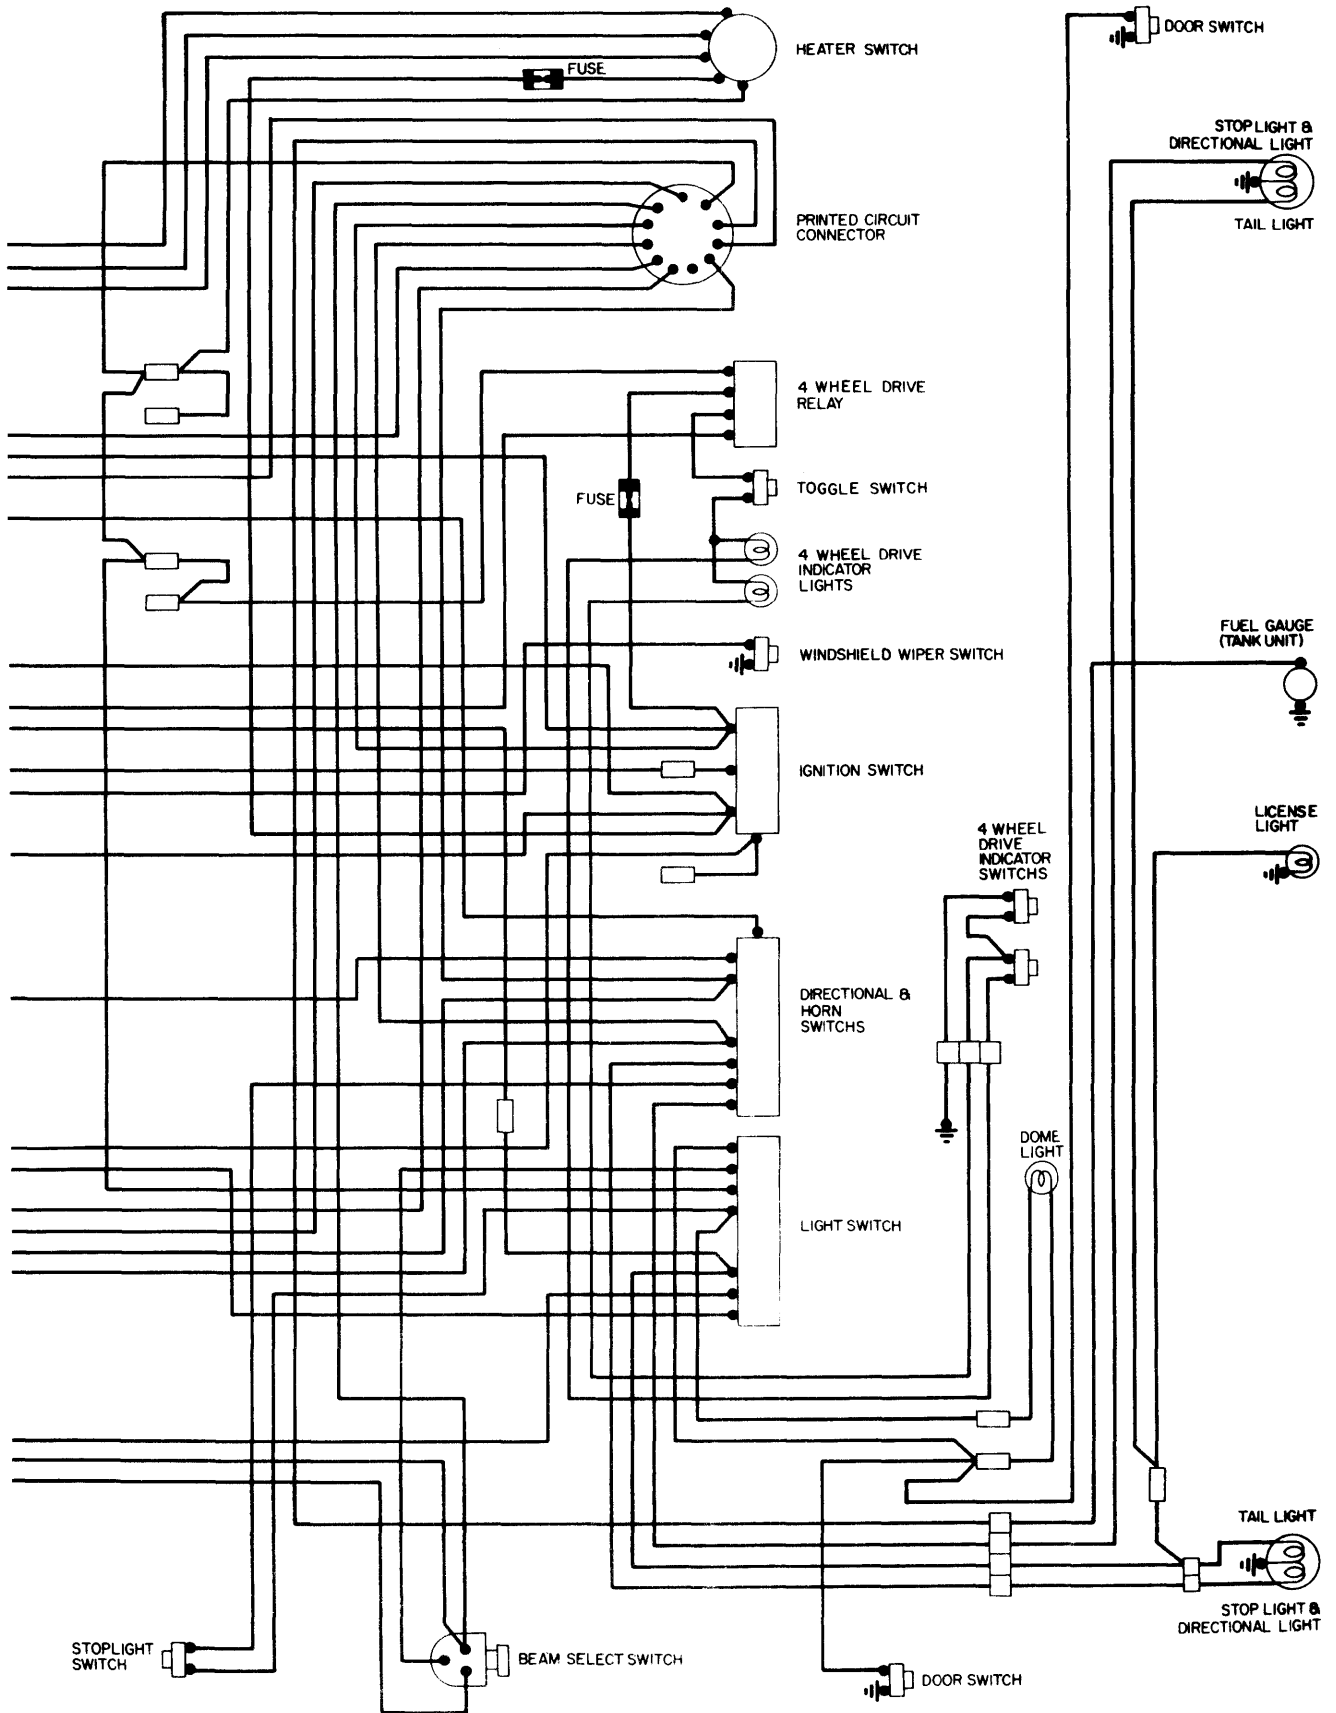 HEATER SWITCH
DOOR SWITCH
FUSE
STOP LIGHT &
DIRECTIONAL LIGHT
TAIL LIGHT
PRINTED CIRCUIT
CONNECTOR
4 WHEEL DRIVE
RELAY
FUSE
TOGGLE SWITCH
4 WHEEL DRIVE
INDICATOR
LIGHTS
FUEL GAUGE
(TANK UNIT)
WINDSHIELD WIPER SWITCH
IGNITION SWITCH
LICENSE
LIGHT
4 WHEEL
DRIVE
INDICATOR
SWITCHS
DIRECTIONAL &
HORN
SWITCHS
DOME
LIGHT
LIGHT SWITCH
TAIL LIGHT
STOP LIGHT &
DIRECTIONAL LIGHT
STOPLIGHT
SWITCH
BEAM SELECT SWITCH
DOOR SWITCH